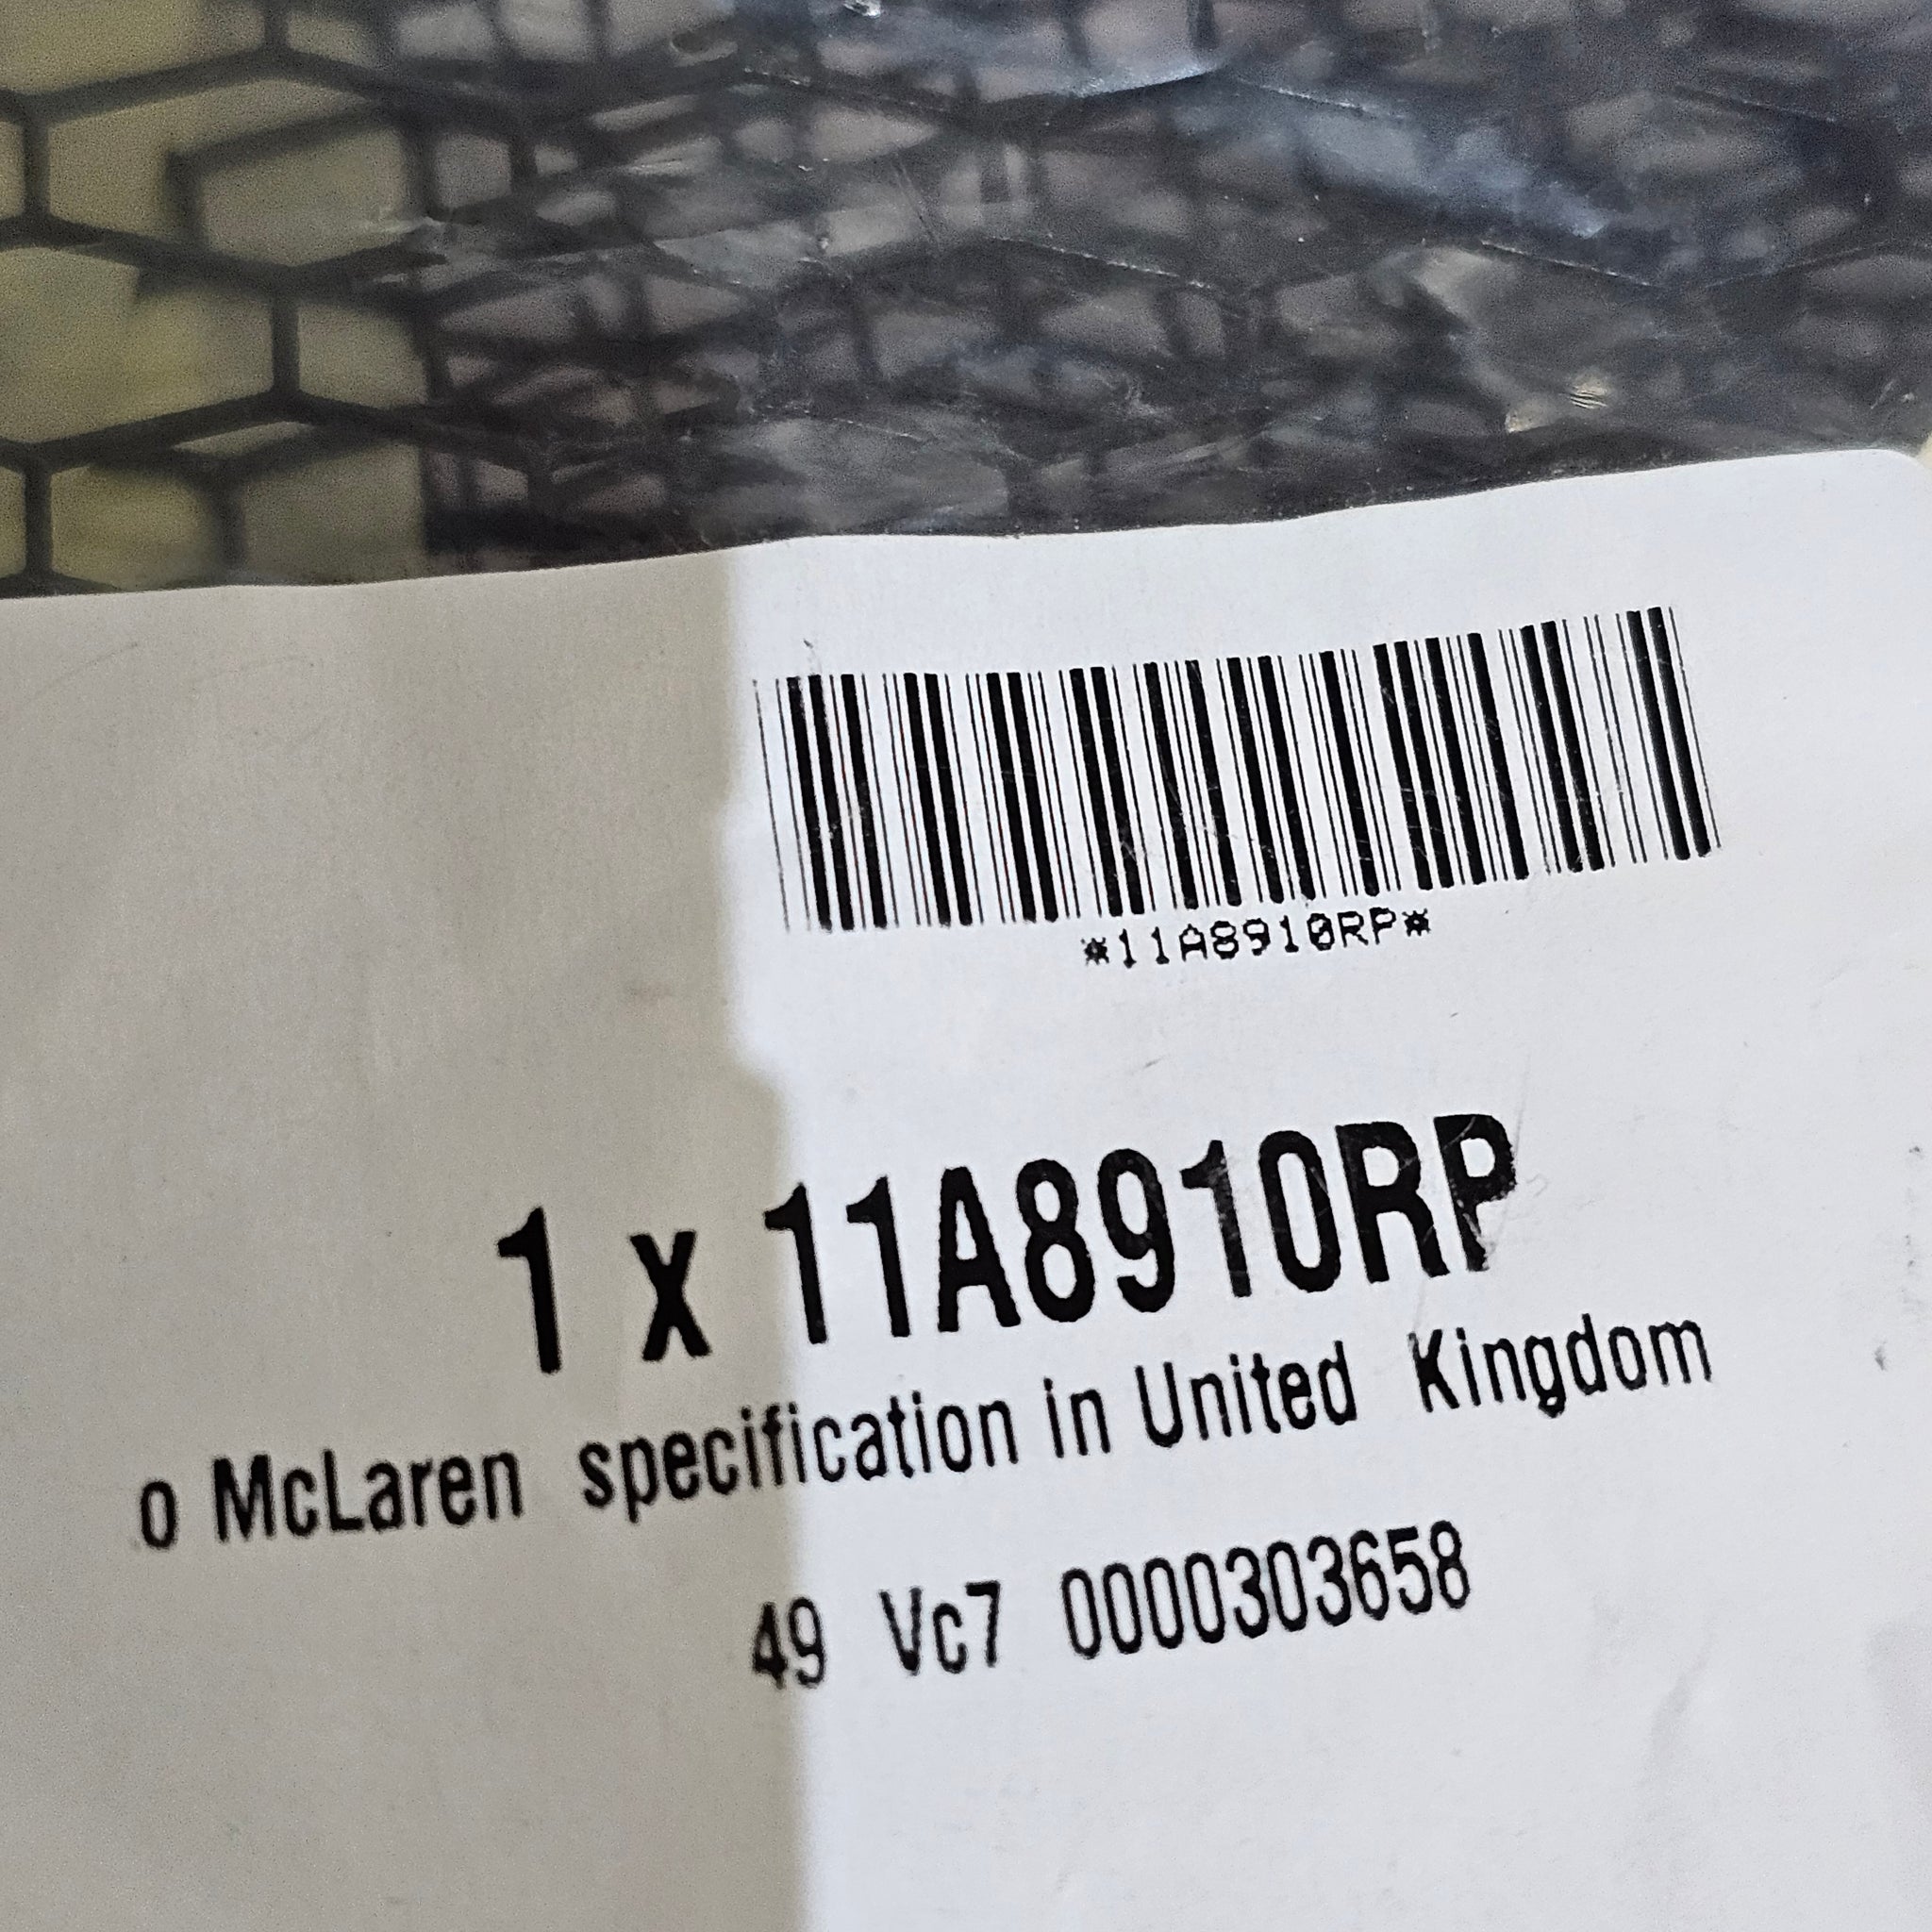 *11A8910RP*
1 x 11A8910RP
o McLaren specification in United Kingdom
49 Vc7 0000303658